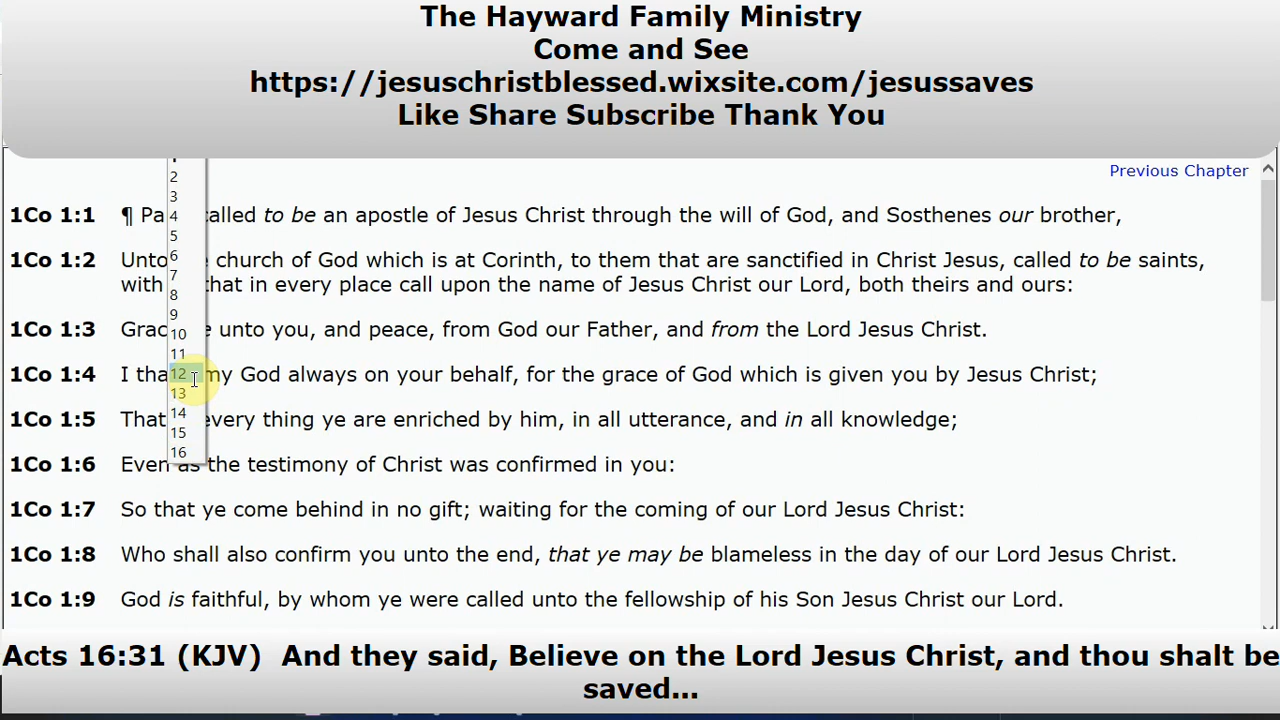 The Hayward Family Ministry
Come and See
https://jesuschristblessed.wixsite.com/jesussaves
Like Share Subscribe Thank You
Previous Chapter
2
3
4
5
6
7
8
9
10
11
12
13
14
15
16
1Co 1:1 ¶ Pa called to be an apostle of Jesus Christ through the will of God, and Sosthenes our brother,
1Co 1:2 Unto church of God which is at Corinth, to them that are sanctified in Christ Jesus, called to be saints,
with that in every place call upon the name of Jesus Christ our Lord, both theirs and ours:
1Co 1:3 Grac unto you, and peace, from God our Father, and from the Lord Jesus Christ.
1Co 1:4 I tha my God always on your behalf, for the grace of God which is given you by Jesus Christ;
1Co 1:5 That every thing ye are enriched by him, in all utterance, and in all knowledge;
1Co 1:6 Even as the testimony of Christ was confirmed in you:
1Co 1:7 So that ye come behind in no gift; waiting for the coming of our Lord Jesus Christ:
1Co 1:8 Who shall also confirm you unto the end, that ye may be blameless in the day of our Lord Jesus Christ.
1Co 1:9 God is faithful, by whom ye were called unto the fellowship of his Son Jesus Christ our Lord.
Acts 16:31 (KJV) And they said, Believe on the Lord Jesus Christ, and thou shalt be
saved...